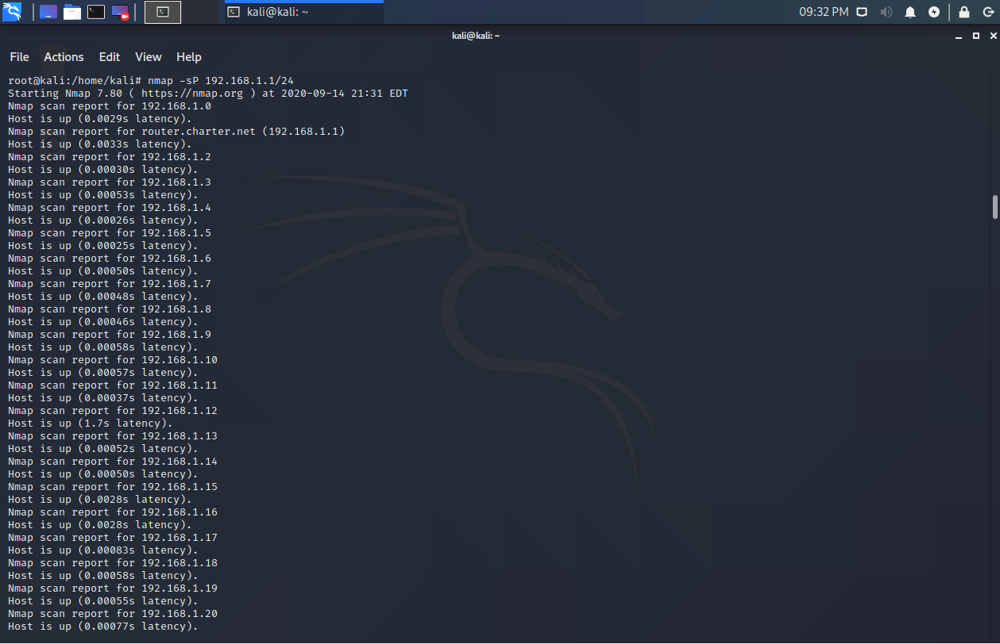 kali@kali: ~
09:32 PM
kali@kali: ~
File Actions Edit View Help
root@kali:/home/kali# nmap -sP 192.168.1.1/24
Starting Nmap 7.80 ( https://nmap.org ) at 2020-09-14 21:31 EDT
Nmap scan report for 192.168.1.0
Host is up (0.0029s latency).
Nmap scan report for router.charter.net (192.168.1.1)
Host is up (0.0033s latency).
Nmap scan report for 192.168.1.2
Host is up (0.00030s latency).
Nmap scan report for 192.168.1.3
Host is up (0.00053s latency).
Nmap scan report for 192.168.1.4
Host is up (0.00026s latency).
Nmap scan report for 192.168.1.5
Host is up (0.00025s latency).
Nmap scan report for 192.168.1.6
Host is up (0.00050s latency).
Nmap scan report for 192.168.1.7
Host is up (0.00048s latency).
Nmap scan report for 192.168.1.8
Host is up (0.00046s latency).
Nmap scan report for 192.168.1.9
Host is up (0.00058s latency).
Nmap scan report for 192.168.1.10
Host is up (0.00057s latency).
Nmap scan report for 192.168.1.11
Host is up (0.00037s latency).
Nmap scan report for 192.168.1.12
Host is up (1.7s latency).
Nmap scan report for 192.168.1.13
Host is up (0.00052s latency).
Nmap scan report for 192.168.1.14
Host is up (0.00050s latency).
Nmap scan report for 192.168.1.15
Host is up (0.0028s latency).
Nmap scan report for 192.168.1.16
Host is up (0.0028s latency).
Nmap scan report for 192.168.1.17
Host is up (0.00083s latency).
Nmap scan report for 192.168.1.18
Host is up (0.00058s latency).
Nmap scan report for 192.168.1.19
Host is up (0.00055s latency).
Nmap scan report for 192.168.1.20
Host is up (0.00077s latency).